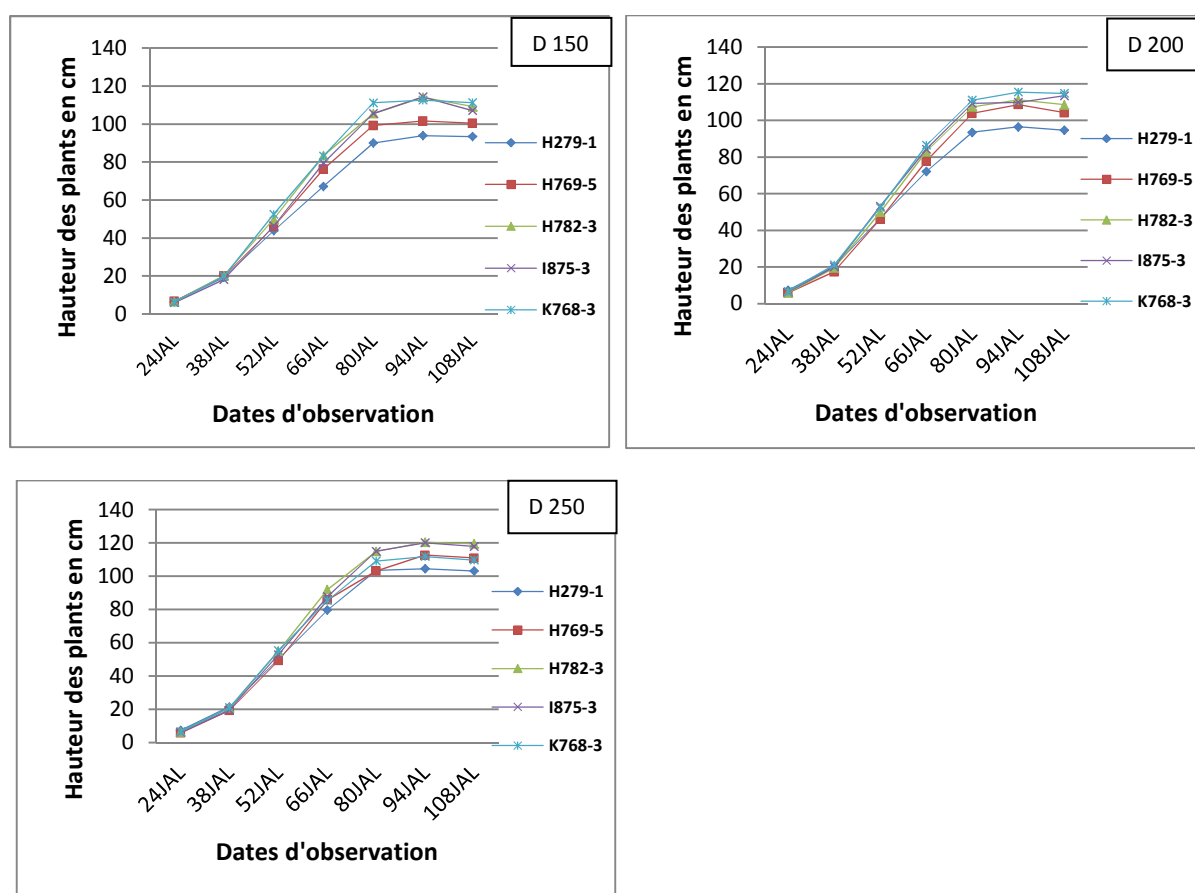 D 150
Hauteur des plants en cm
140
120
100
80
60
40
20
0
24JAL
38JAL
52JAL
66JAL
80JAL
94JAL
108JAL
Dates d'observation
H279-1
H769-5
H782-3
I875-3
K768-3
D 200
Hauteur des plants en cm
140
120
100
80
60
40
20
0
24JAL
38JAL
52JAL
66JAL
80JAL
94JAL
108JAL
Dates d'observation
H279-1
H769-5
H782-3
I875-3
K768-3
D 250
Hauteur des plants en cm
140
120
100
80
60
40
20
0
24JAL
38JAL
52JAL
66JAL
80JAL
94JAL
108JAL
Dates d'observation
H279-1
H769-5
H782-3
I875-3
K768-3